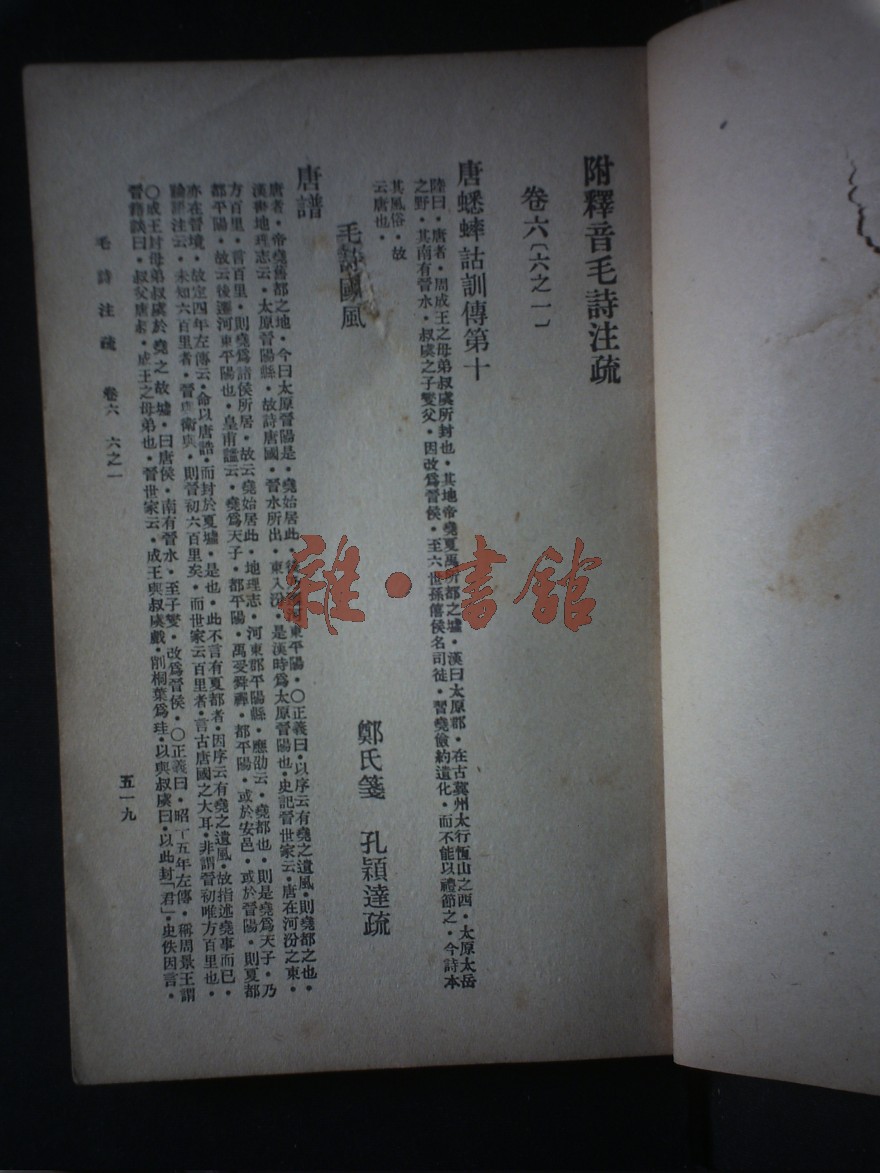 附釋音毛詩注疏
卷六〔六之一〕
唐蟋蟀詁訓傳第十
陸曰・唐者・周成王之母弟叔虞所封也・其地帝堯夏禹所都之墟・漢曰太原郡・在古冀州太行恆山之西・太原太岳
之野・其南有晉水・叔虞之子燮父・因改爲晉侯・至六世孫僖侯名司徒・習堯儉約遺化・而不能以禮節之・今詩本
其風俗・故
云唐也・
毛詩國風
鄭氏箋 孔穎達疏
唐譜
唐者・帝堯舊都之地・今曰太原晉陽是・堯始居此・後乃 河東平陽・〇正義曰・以序云有堯之遺風・則堯都之也・
漢書地理志云・太原晉陽縣・故詩唐國・晉水所出・東入汾・是漢時爲太原晉陽也・史記晉世家云・唐在河汾之東・
方百里・言百里・則堯爲諸侯所居・故云堯始居此・地理志・河東郡平陽縣・應劭云・堯都也・則是堯爲天子・乃
都平陽・故云後遷河東平陽也・皇甫謐云・堯爲天子・都平陽・禹受舜禪・都平陽・或於安邑・或於晉陽・則夏都
亦在晉境・故定四年左傳云・命以唐誥・而封於夏墟・是也・此不言有夏都者・因序云有堯之遺風・故指述堯事而已・
注云・未知六百里者・晉與衛與・則晉初六百里矣・而世家云百里者・言古唐國之大耳・非謂晉初唯方百里也・
〇成王封母弟叔虞於堯之故墟・曰唐侯・南有晉水・至子燮・改爲晉侯・〇正義曰・昭十五年左傳・稱周景王謂
晉籍談曰・叔父唐叔・成王之母弟也・晉世家云・成王與叔虞戲・削桐葉爲珪・以與叔虞曰・以此封「君」・史佚因言・
毛詩注疏 卷六 六之一
五一九
雜・書館